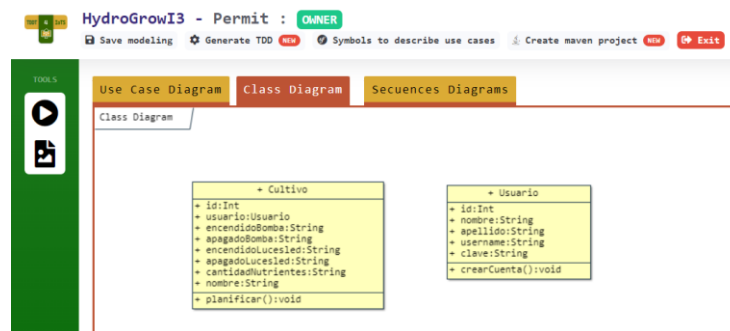 HydroGrowI3 - Permit : OWNER
Save modeling Generate TDD NEW Symbols to describe use cases Create maven project NEW Exit
TOOLS
Use Case Diagram Class Diagram Secuences Diagrams
Class Diagram
+ Cultivo
+ id:Int
+ usuario:Usuario
+ encendidoBomba:String
+ apagadoBomba:String
+ encendidoLucesled:String
+ apagadoLucesled:String
+ cantidadNutrientes:String
+ nombre:String
+ planificar():void
+ Usuario
+ id:Int
+ nombre:String
+ apellido:String
+ username:String
+ clave:String
+ crearCuenta():void